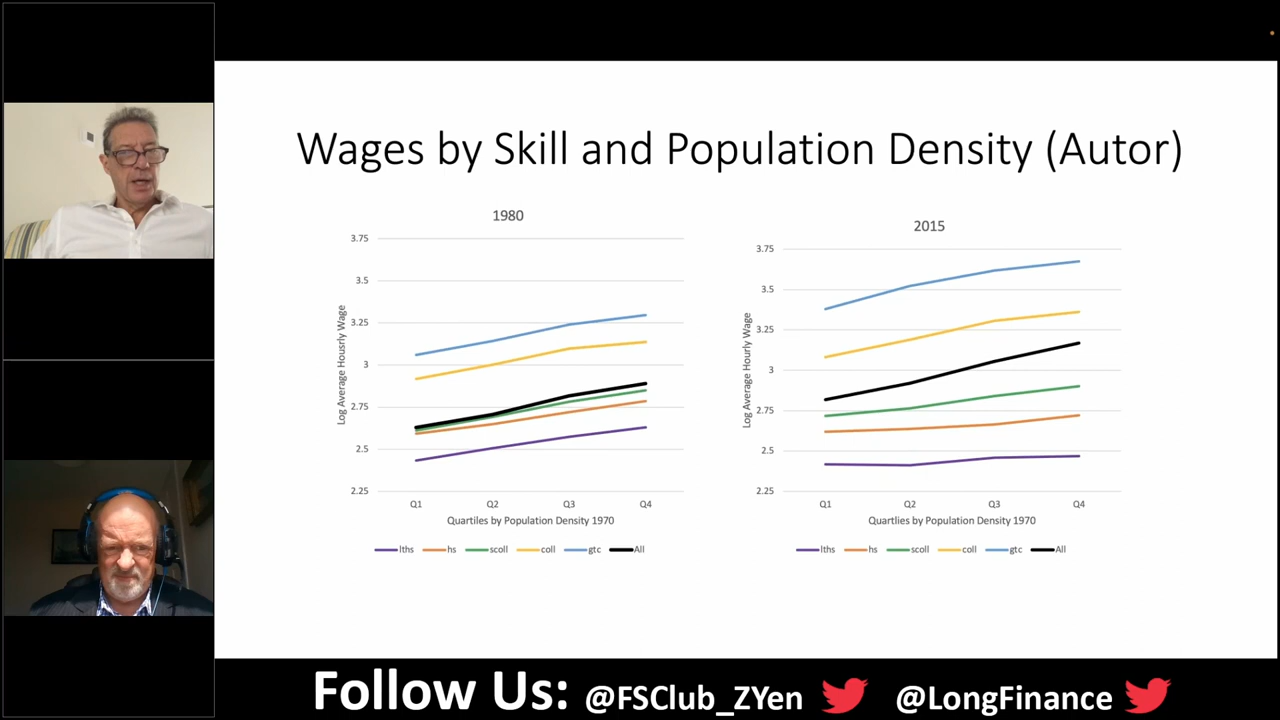 Wages by Skill and Population Density (Autor)
1980
3.75
3.5
3.25
3
2.75
2.5
2.25
Log Average Housrly Wage
Q1 Q2 Q3 Q4
Quartiles by Population Density 1970
lths hs scoll coll gtc All
2015
3.75
3.5
3.25
3
2.75
2.5
2.25
Log Average Hourly Wage
Q1 Q2 Q3 Q4
Quartlies by Population Density 1970
lths hs scoll coll gtc All
Follow Us: @FSClub_ZYen @LongFinance